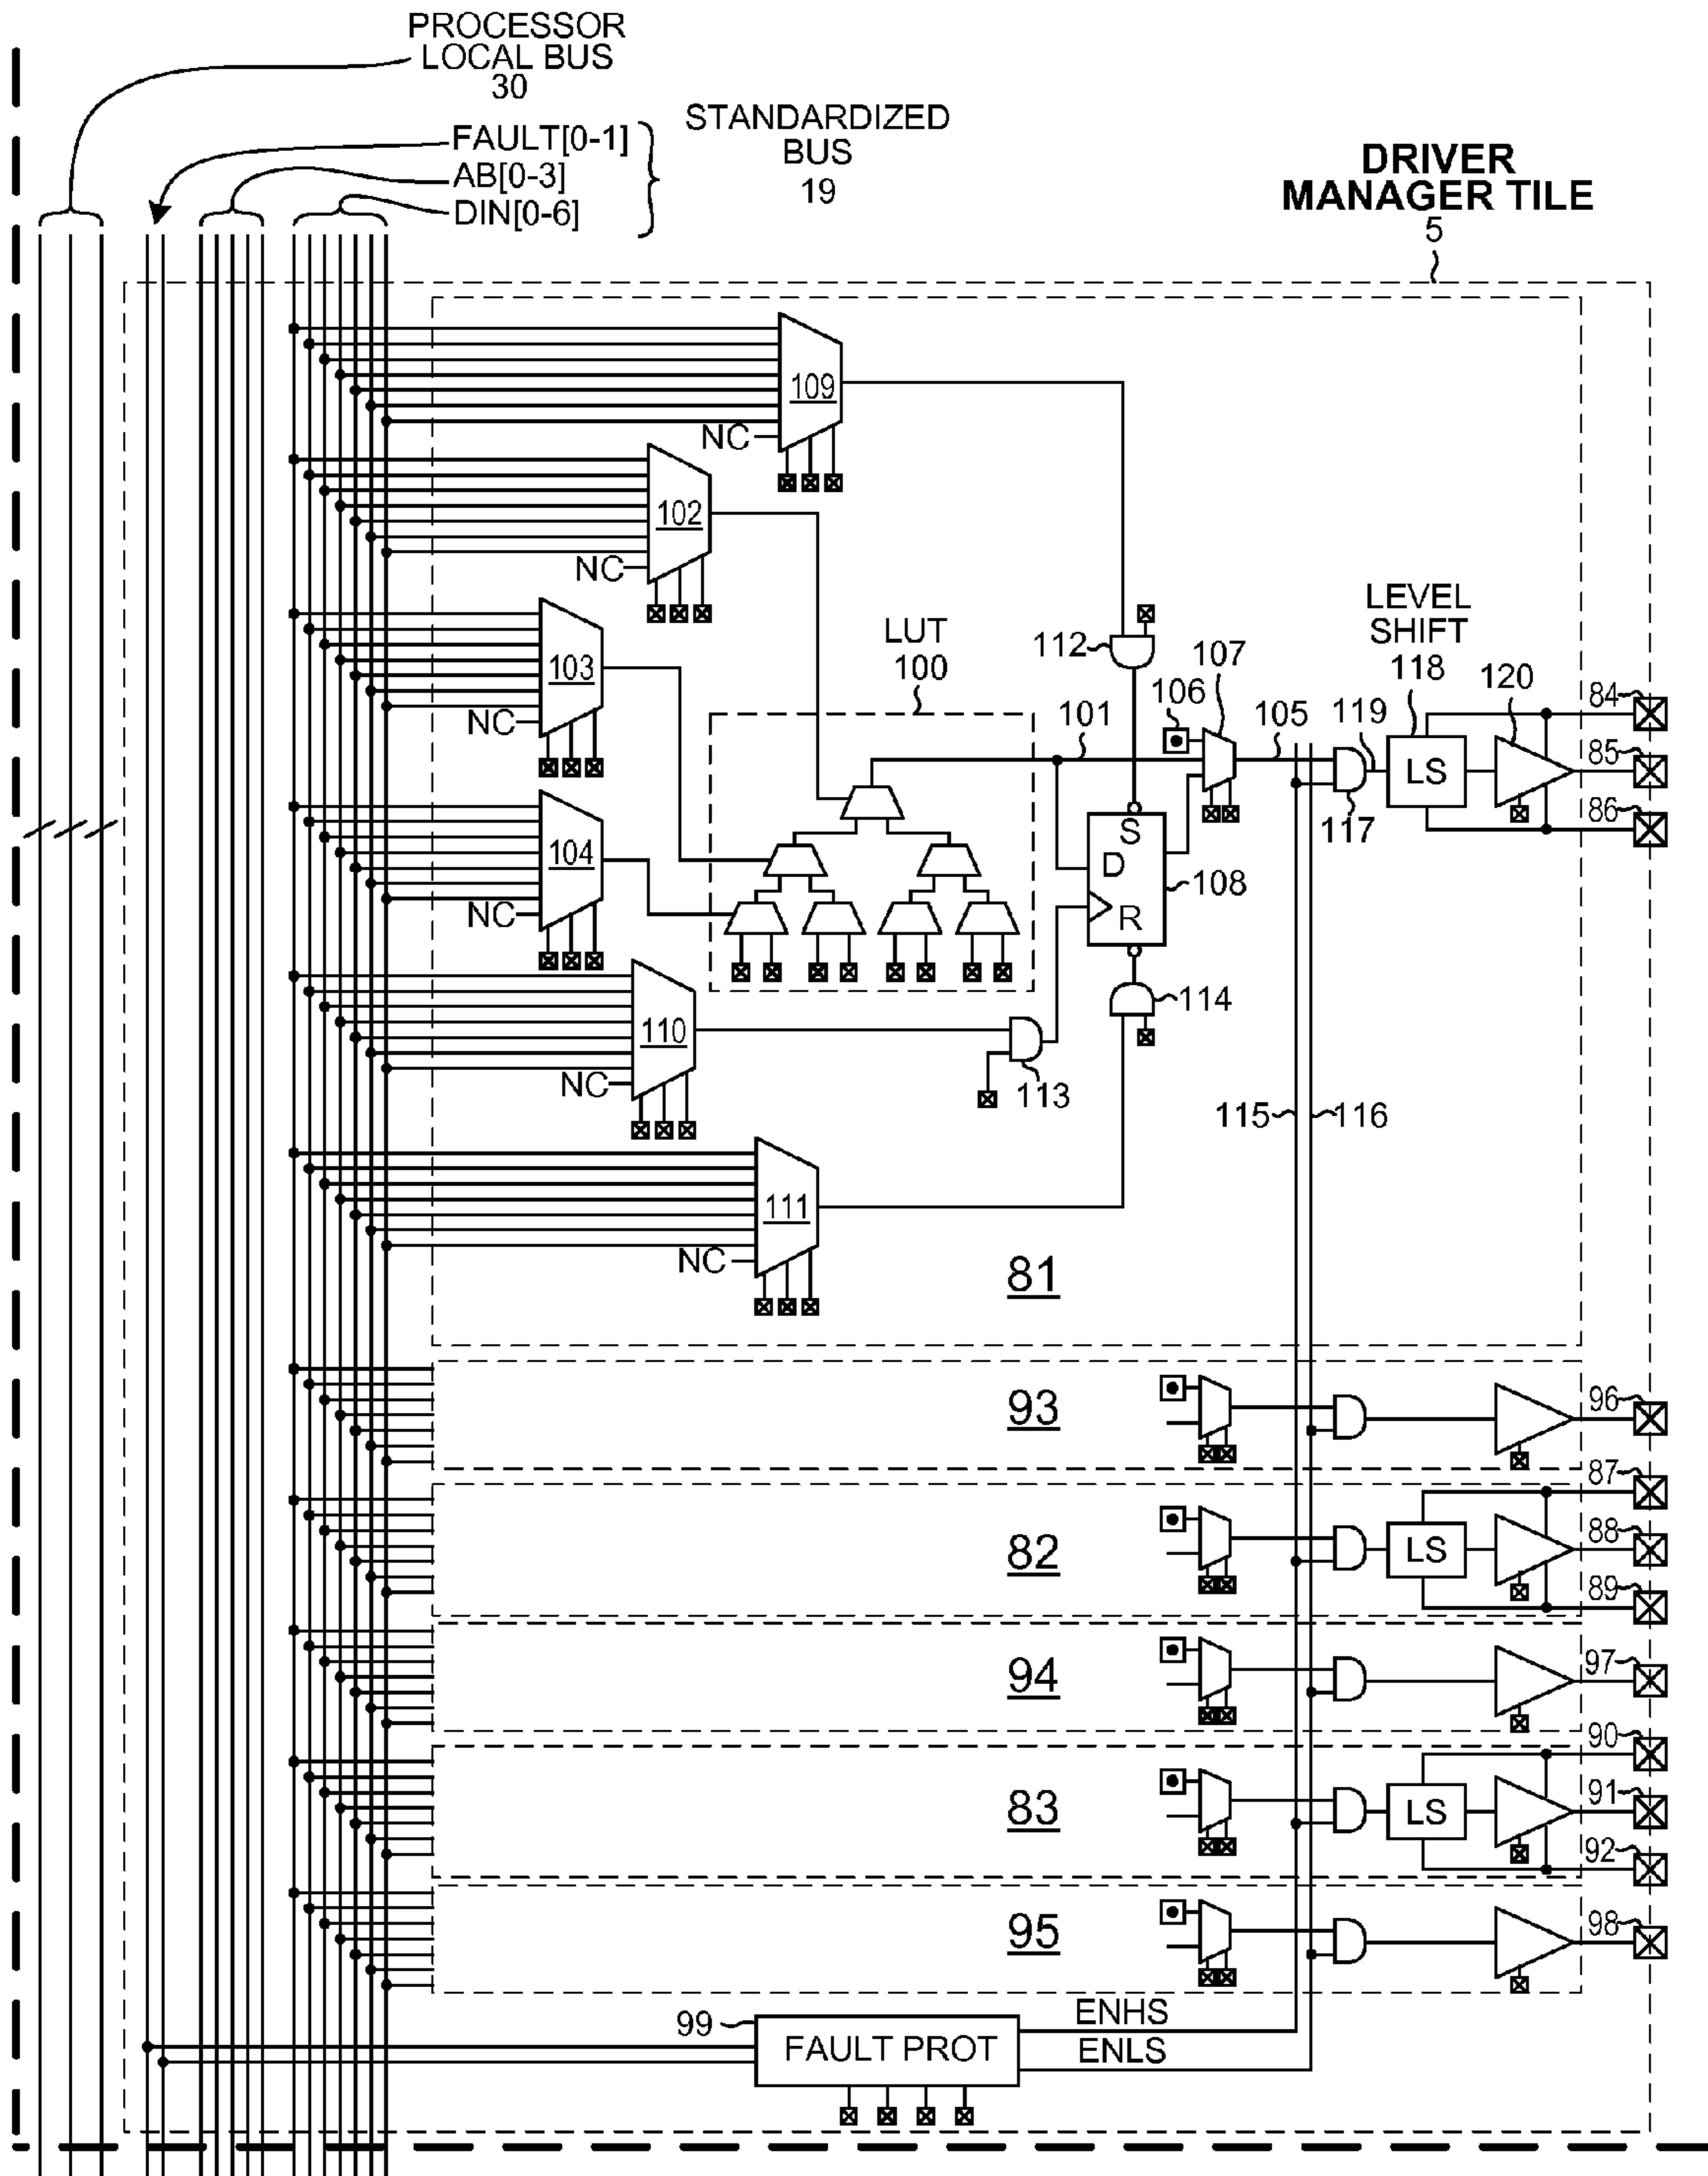 PROCESSOR
LOCAL BUS
30
FAULT[0-1]
AB[0-3]
DIN[0-6]
STANDARDIZED
BUS
19
DRIVER
MANAGER TILE
5
109
NC
102
NC
103
NC
LUT
100
112
107
106
101
105
119
LEVEL
SHIFT
118
120
84
85
86
LS
117
104
NC
S
D
R
108
114
110
NC
113
115
116
111
NC
81
93
96
82
LS
87
88
89
94
97
83
LS
90
91
92
95
98
99
FAULT PROT
ENHS
ENLS